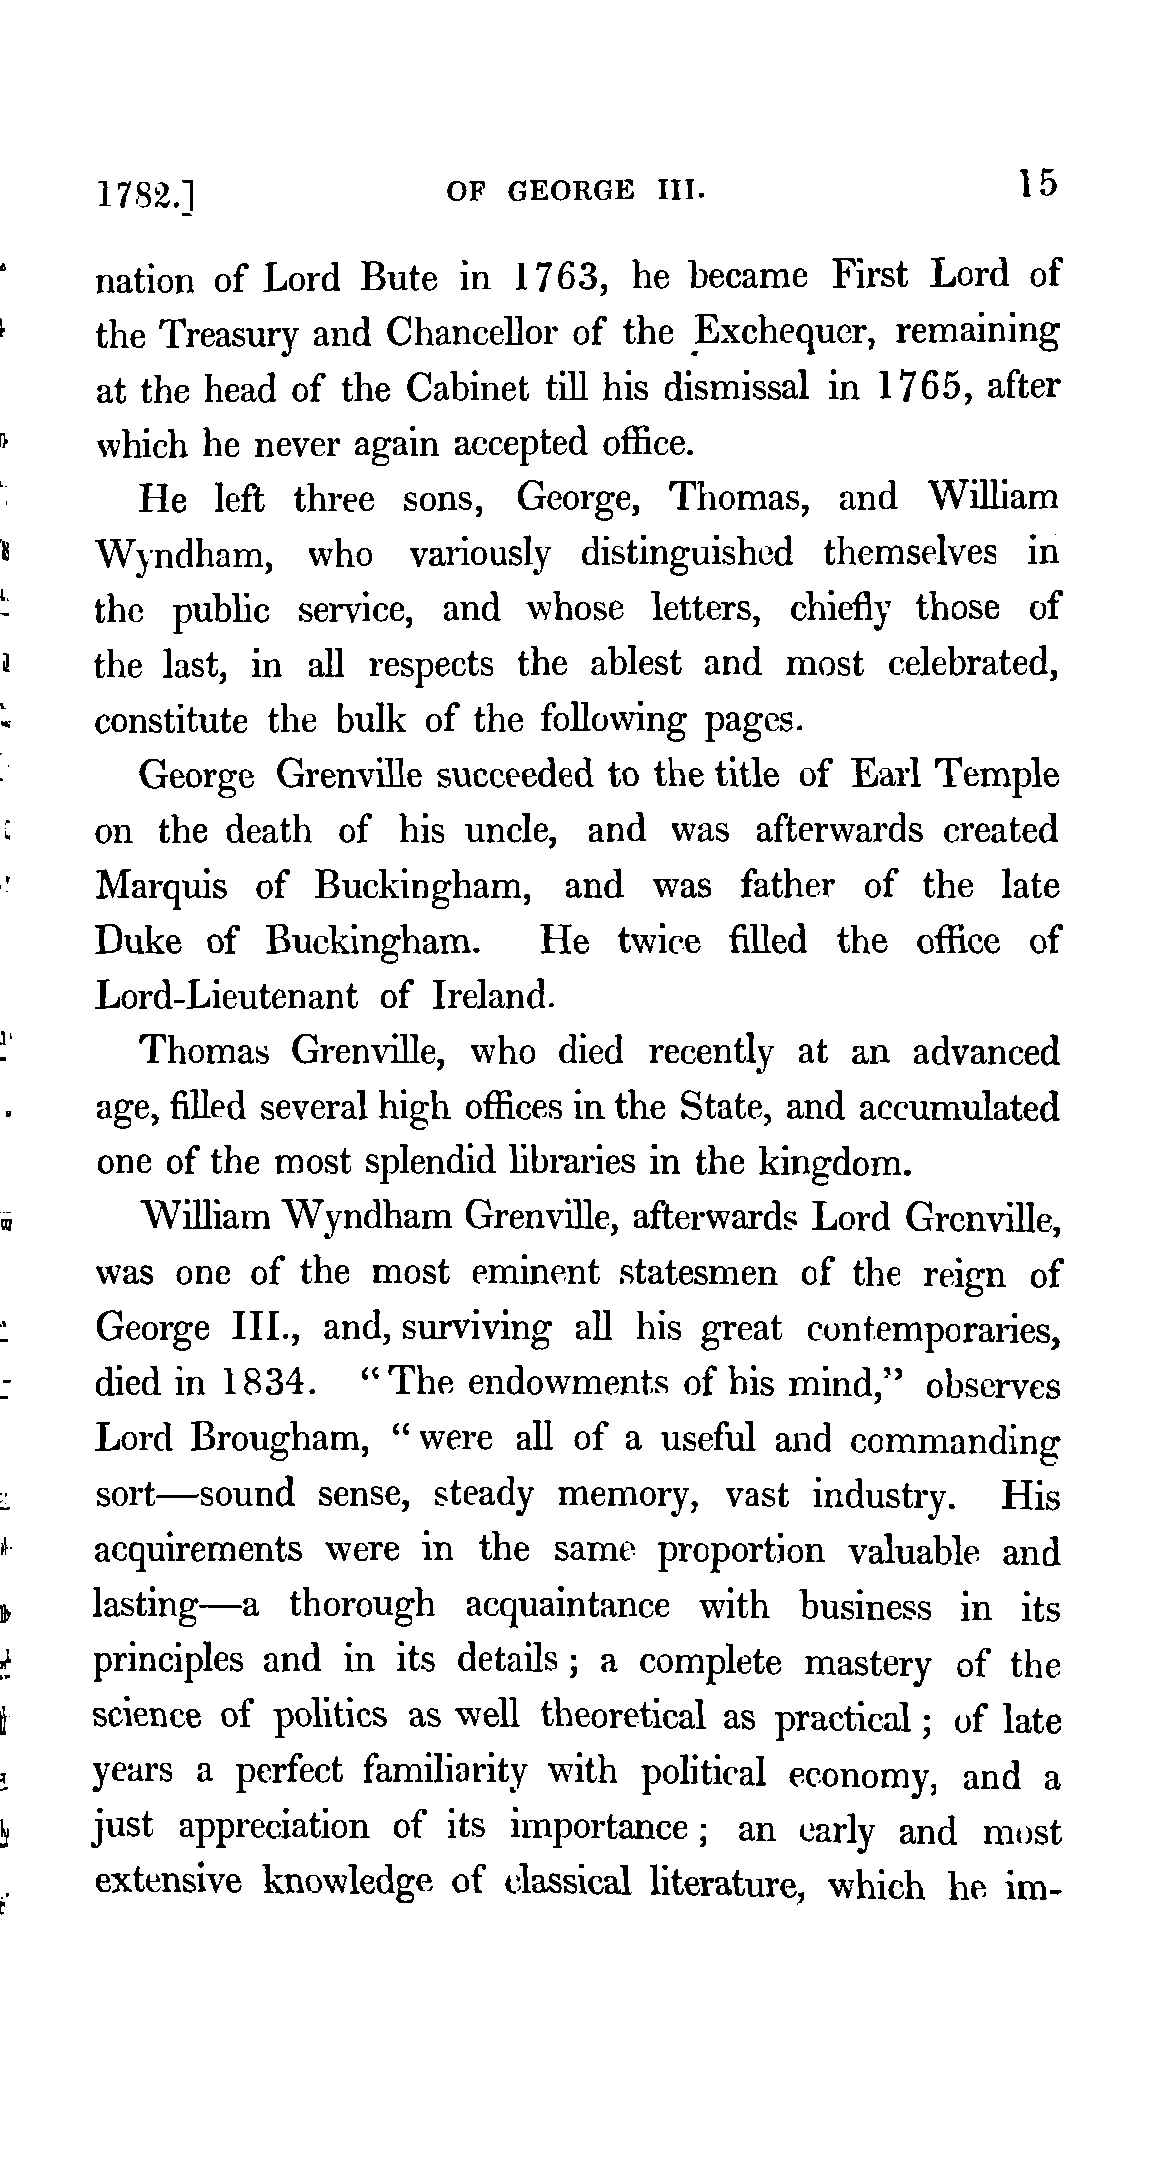 1782.] OF GEORGE III. 15
nation of Lord Bute in 1763, he became First Lord of
the Treasury and Chancellor of the Exchequer, remaining
at the head of the Cabinet till his dismissal in 1765, after
which he never again accepted office.
He left three sons, George, Thomas, and William
Wyndham, who variously distinguished themselves in
the public service, and whose letters, chiefly those of
the last, in all respects the ablest and most celebrated,
constitute the bulk of the following pages.
George Grenville succeeded to the title of Earl Temple
on the death of his uncle, and was afterwards created
Marquis of Buckingham, and was father of the late
Duke of Buckingham. He twice filled the office of
Lord-Lieutenant of Ireland.
Thomas Grenville, who died recently at an advanced
age, filled several high offices in the State, and accumulated
one of the most splendid libraries in the kingdom.
William Wyndham Grenville, afterwards Lord Grenville,
was one of the most eminent statesmen of the reign of
George III., and, surviving all his great contemporaries,
died in 1834. “The endowments of his mind,” observes
Lord Brougham, “were all of a useful and commanding
sort—sound sense, steady memory, vast industry. His
acquirements were in the same proportion valuable and
lasting—a thorough acquaintance with business in its
principles and in its details; a complete mastery of the
science of politics as well theoretical as practical; of late
years a perfect familiarity with political economy, and a
just appreciation of its importance; an early and most
extensive knowledge of classical literature, which he im-